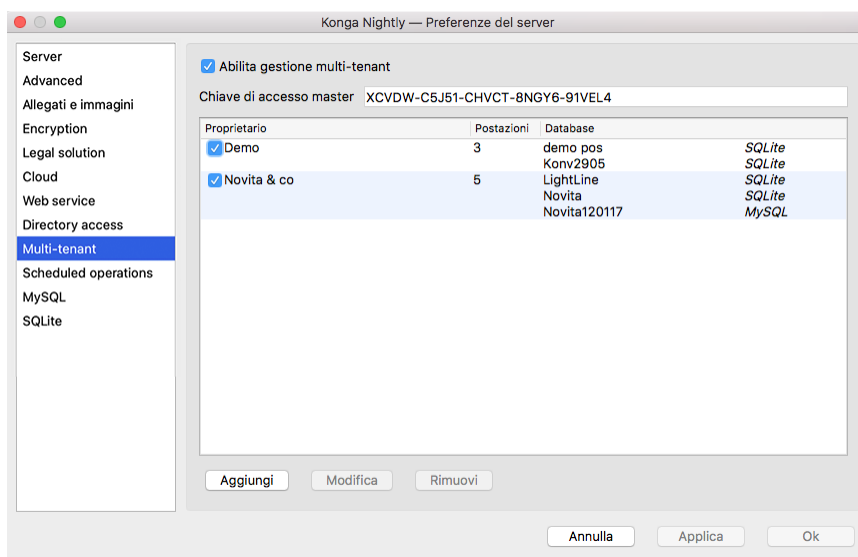 Konga Nightly — Preferenze del server
Server
Advanced
Allegati e immagini
Encryption
Legal solution
Cloud
Web service
Directory access
Multi-tenant
Scheduled operations
MySQL
SQLite
Abilita gestione multi-tenant
Chiave di accesso master XCVDW-C5J51-CHVCT-8NGY6-91VEL4
Proprietario Postazioni Database
Demo 3 demo pos SQLite
Konv2905 SQLite
Novita & co 5 LightLine SQLite
Novita SQLite
Novita120117 MySQL
Aggiungi Modifica Rimuovi
Annulla Applica Ok